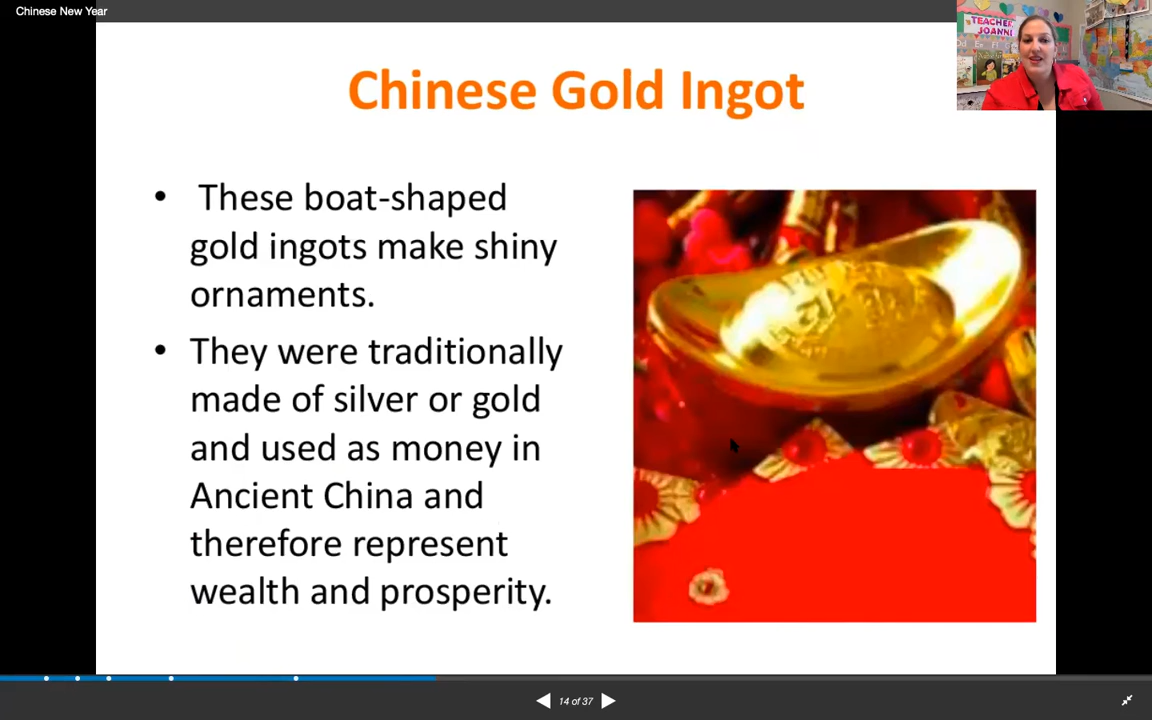 Chinese New Year
TEACHER
JOANNE
Chinese Gold Ingot
• These boat-shaped
gold ingots make shiny
ornaments.
• They were traditionally
made of silver or gold
and used as money in
Ancient China and
therefore represent
wealth and prosperity.
14 of 37